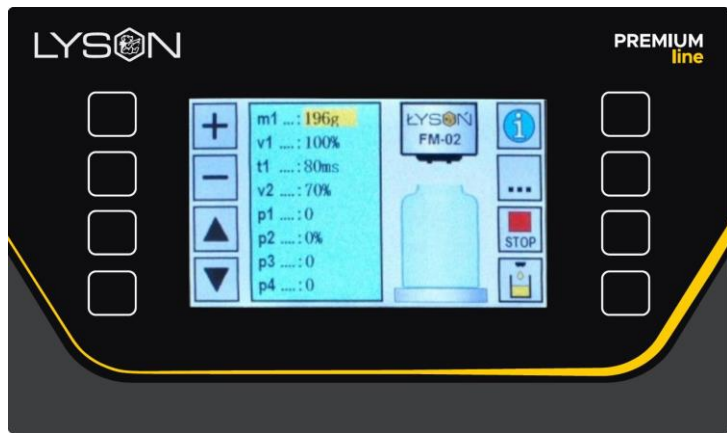 LYSON
PREMIUM
line
+
−
m1 ...: 196g
v1 ....: 100%
t1 ....: 80ms
v2 ....: 70%
p1 ....: 0
p2 ....: 0%
p3 ....: 0
p4 ....: 0
ŁYSON
FM-02
i
...
STOP